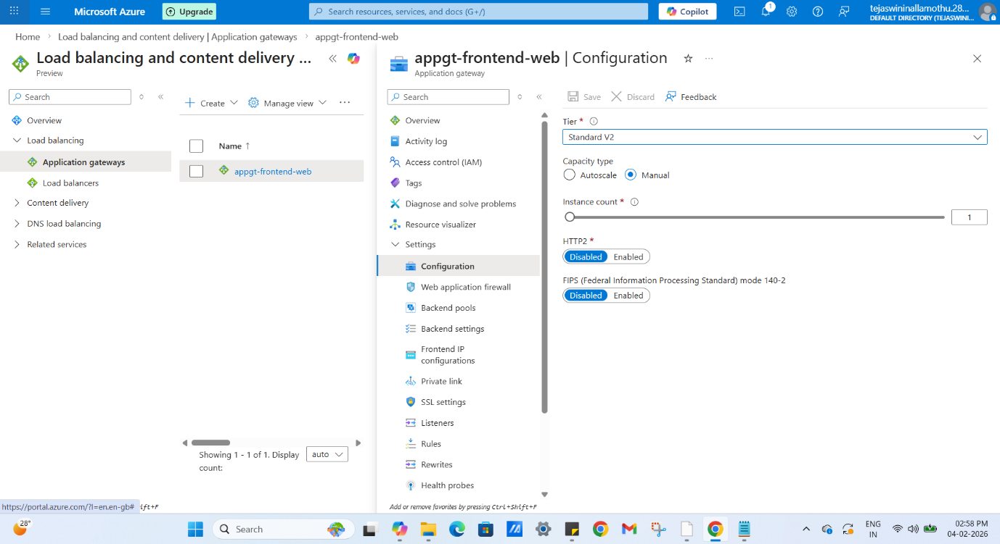 Microsoft Azure
Upgrade
Search resources, services, and docs (G+/)
Copilot
1
tejaswininallamothu.28...
DEFAULT DIRECTORY (TEJASWINI...
Home > Load balancing and content delivery | Application gateways > appgt-frontend-web
Load balancing and content delivery ...
Preview
Search
Overview
Load balancing
Application gateways
Load balancers
Content delivery
DNS load balancing
Related services
Create
Manage view
...
Name ↑
appgt-frontend-web
Showing 1 - 1 of 1. Display
count:
auto
appgt-frontend-web | Configuration
...
Application gateway
Search
Overview
Activity log
Access control (IAM)
Tags
Diagnose and solve problems
Resource visualizer
Settings
Configuration
Web application firewall
Backend pools
Backend settings
Frontend IP
configurations
Private link
SSL settings
Listeners
Rules
Rewrites
Health probes
Add or remove favorites by pressing Ctrl+Shift+F
Save
Discard
Feedback
Tier *
Standard V2
Capacity type
Autoscale
Manual
Instance count *
1
HTTP2 *
Disabled Enabled
FIPS (Federal Information Processing Standard) mode 140-2
Disabled Enabled
https://portal.azure.com/?l=en.en-gb# ift+F
28°
Search
ENG
IN
02:58 PM
04-02-2026